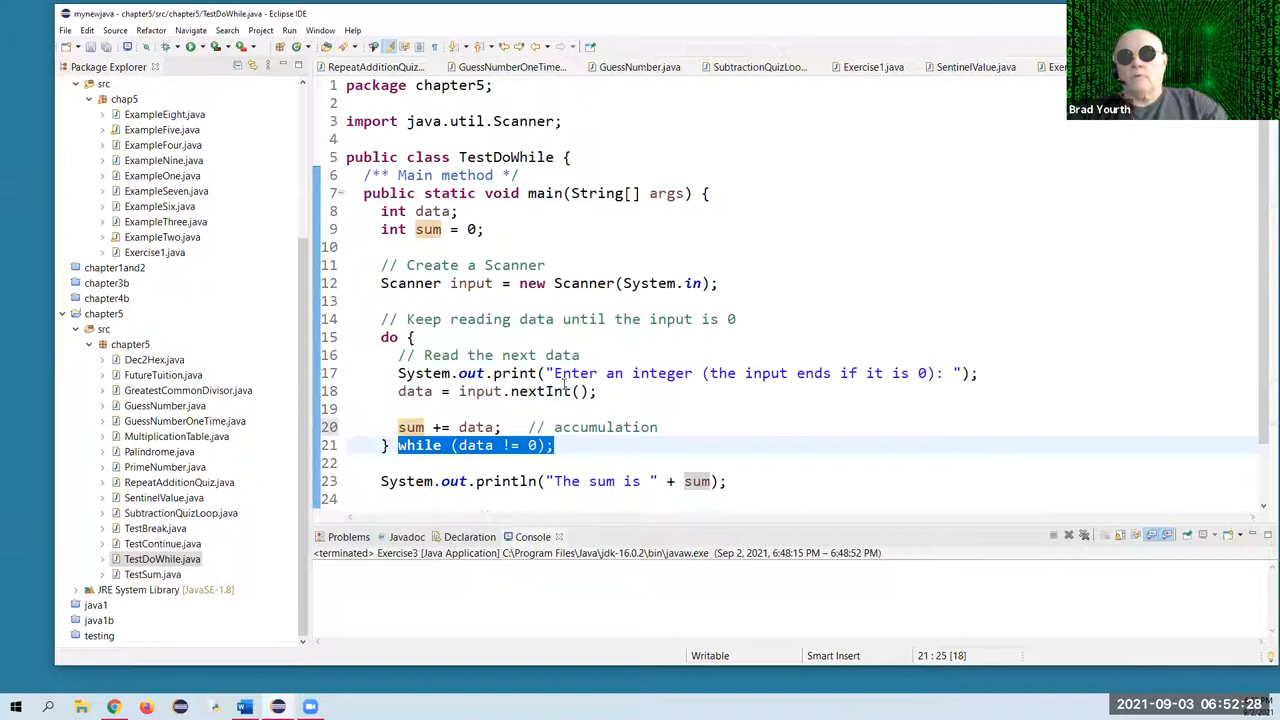 mynewjava - chapter5/src/chapter5/TestDoWhile.java - Eclipse IDE
File Edit Source Refactor Navigate Search Project Run Window Help
Package Explorer
src
chap5
ExampleEight.java
ExampleFive.java
ExampleFour.java
ExampleNine.java
ExampleOne.java
ExampleSeven.java
ExampleSix.java
ExampleThree.java
ExampleTwo.java
Exercise1.java
chapter1and2
chapter3b
chapter4b
chapter5
src
chapter5
Dec2Hex.java
FutureTuition.java
GreatestCommonDivisor.java
GuessNumber.java
GuessNumberOneTime.java
MultiplicationTable.java
Palindrome.java
PrimeNumber.java
RepeatAdditionQuiz.java
SentinelValue.java
SubtractionQuizLoop.java
TestBreak.java
TestContinue.java
TestDoWhile.java
TestSum.java
JRE System Library [JavaSE-1.8]
java1
java1b
testing
RepeatAdditionQuiz... GuessNumberOneTime... GuessNumber.java SubtractionQuizLoo... Exercise1.java SentinelValue.java Exer
1 package chapter5;
2
3 import java.util.Scanner;
4
5 public class TestDoWhile {
6 /** Main method */
7 public static void main(String[] args) {
8 int data;
9 int sum = 0;
10
11 // Create a Scanner
12 Scanner input = new Scanner(System.in);
13
14 // Keep reading data until the input is 0
15 do {
16 // Read the next data
17 System.out.print("Enter an integer (the input ends if it is 0): ");
18 data = input.nextInt();
19
20 sum += data; // accumulation
21 } while (data != 0);
22
23 System.out.println("The sum is " + sum);
24
Problems Javadoc Declaration Console
<terminated> Exercise3 [Java Application] C:\Program Files\Java\jdk-16.0.2\bin\javaw.exe (Sep 2, 2021, 6:48:15 PM – 6:48:52 PM)
Writable Smart Insert 21 : 25 [18]
Brad Yourth
2021-09-03 06:52:28